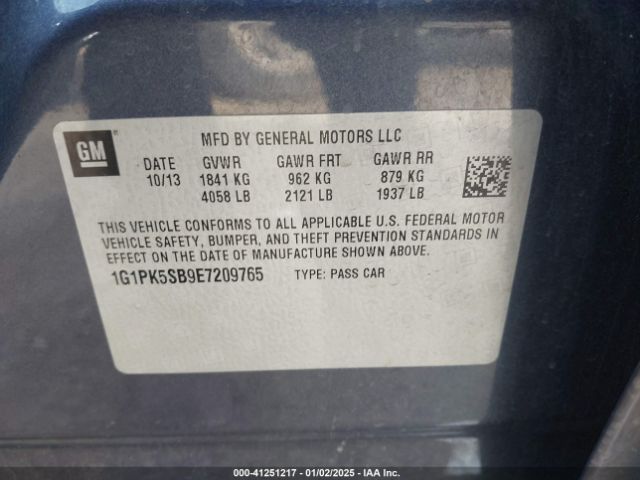 GM
MFD BY GENERAL MOTORS LLC
DATE GVWR GAWR FRT GAWR RR
10/13 1841 KG 962 KG 879 KG
4058 LB 2121 LB 1937 LB
THIS VEHICLE CONFORMS TO ALL APPLICABLE U.S. FEDERAL MOTOR
VEHICLE SAFETY, BUMPER, AND THEFT PREVENTION STANDARDS IN
EFFECT ON THE DATE OF MANUFACTURE SHOWN ABOVE.
1G1PK5SB9E7209765 TYPE: PASS CAR
000-41251217 - 01/02/2025 - IAA Inc.